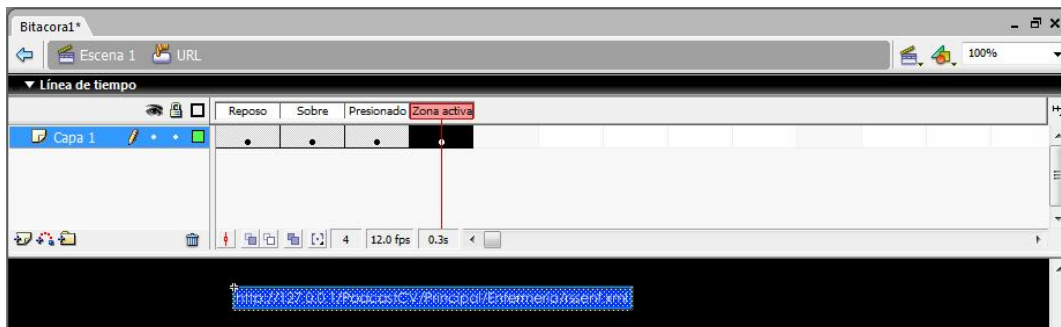 Bitacora1*
Escena 1 URL 100%
Línea de tiempo
Reposo Sobre Presionado Zona activa
Capa 1
4 12.0 fps 0.3s
http://127.0.0.1/PodcastCV/Principal/Enfermeria/rssenf.xml